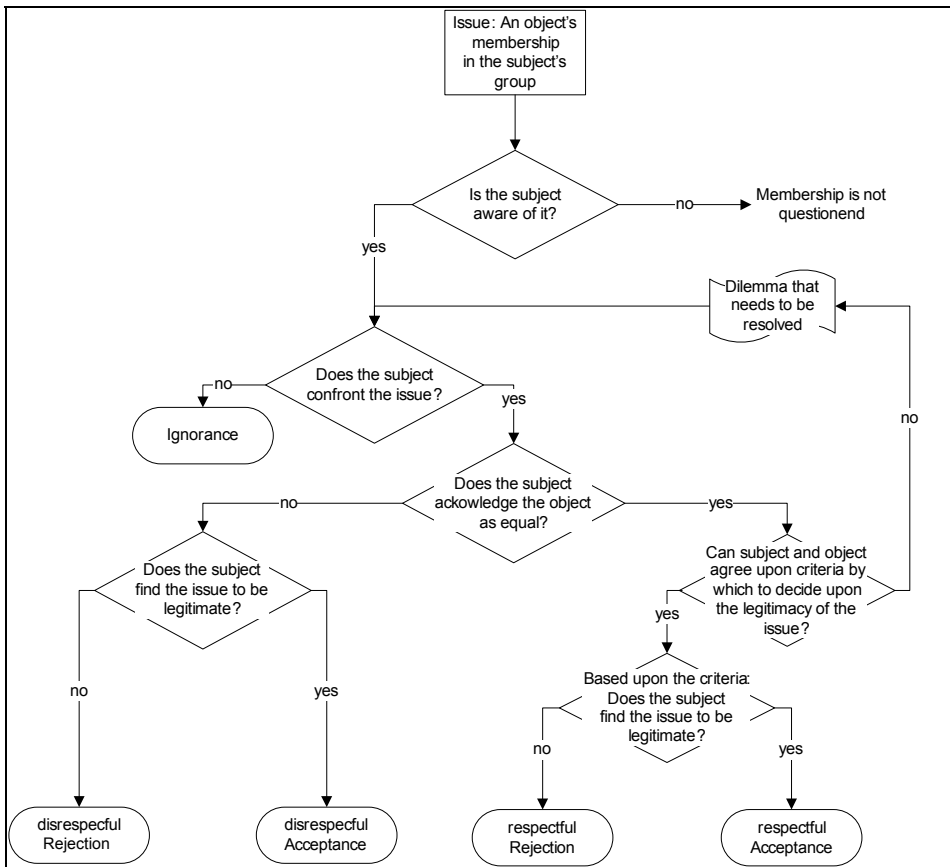 Issue: An object's
membership
in the subject's
group
Is the subject
aware of it?
no
Membership is not
questionend
yes
Dilemma that
needs to be
resolved
Does the subject
confront the issue?
no
yes
no
Ignorance
Does the subject
ackowledge the object
as equal?
no
yes
Does the subject
find the issue to be
legitimate?
Can subject and object
agree upon criteria by
which to decide upon
the legitimacy of the
issue?
yes
no
yes
Based upon the criteria:
Does the subject
find the issue to be
legitimate?
no
yes
disrespecful
Rejection
disrespecful
Acceptance
respectful
Rejection
respectful
Acceptance